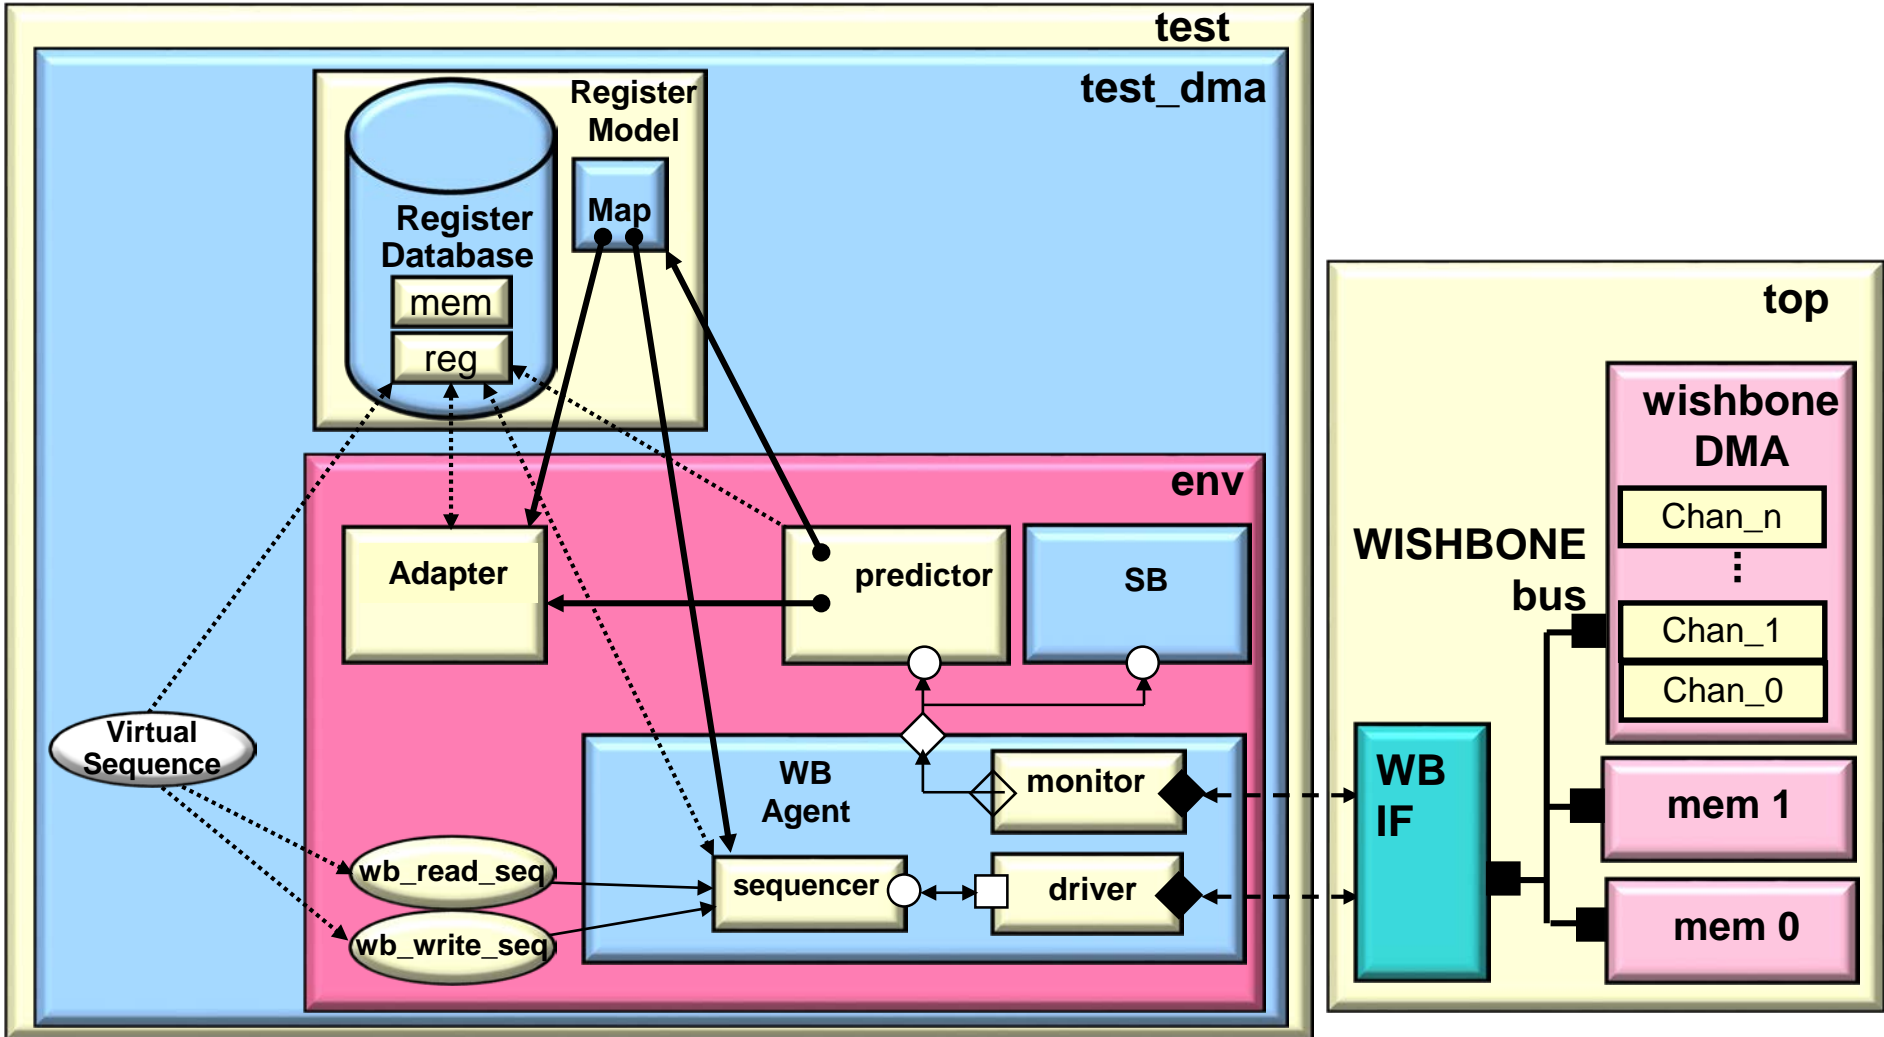 test
test_dma
Register
Model
Map
Register
Database
mem
reg
env
Adapter
predictor
SB
Virtual
Sequence
WB
Agent
monitor
wb_read_seq
sequencer
driver
wb_write_seq
top
wishbone
DMA
Chan_n
WISHBONE
bus
Chan_1
Chan_0
WB
IF
mem 1
mem 0